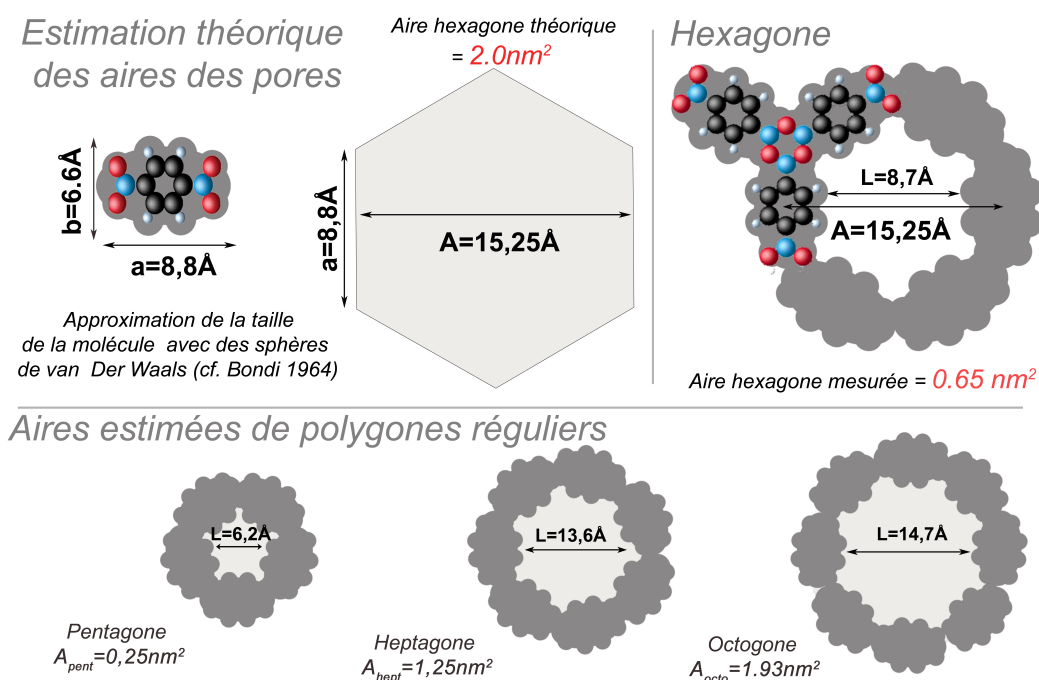 Estimation théorique
des aires des pores
Aire hexagone théorique
= 2.0nm²
Hexagone
b=6.6Å
a=8,8Å
a=8,8Å
A=15,25Å
L=8,7Å
A=15,25Å
Approximation de la taille
de la molécule avec des sphères
de van Der Waals (cf. Bondi 1964)
Aire hexagone mesurée = 0.65 nm²
Aires estimées de polygones réguliers
L=6,2Å
L=13,6Å
L=14,7Å
Pentagone
A_pent=0,25nm²
Heptagone
A_hept=1,25nm²
Octogone
A_octo=1.93nm²